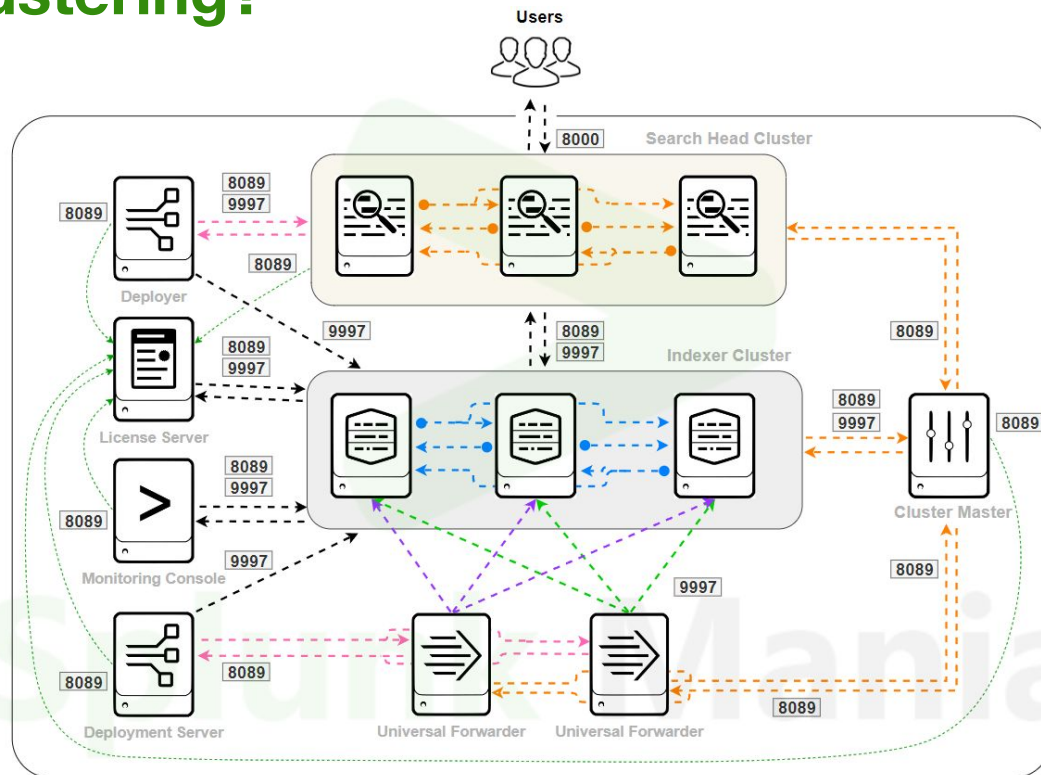 ustering?
Users
8000
Search Head Cluster
8089
9997
8089
8089
Deployer
9997
8089
9997
8089
9997
Indexer Cluster
8089
License Server
8089
9997
8089
8089
9997
8089
>
Cluster Master
Monitoring Console
9997
9997
8089
8089
8089
8089
Deployment Server
Universal Forwarder
Universal Forwarder
Splunk Mania